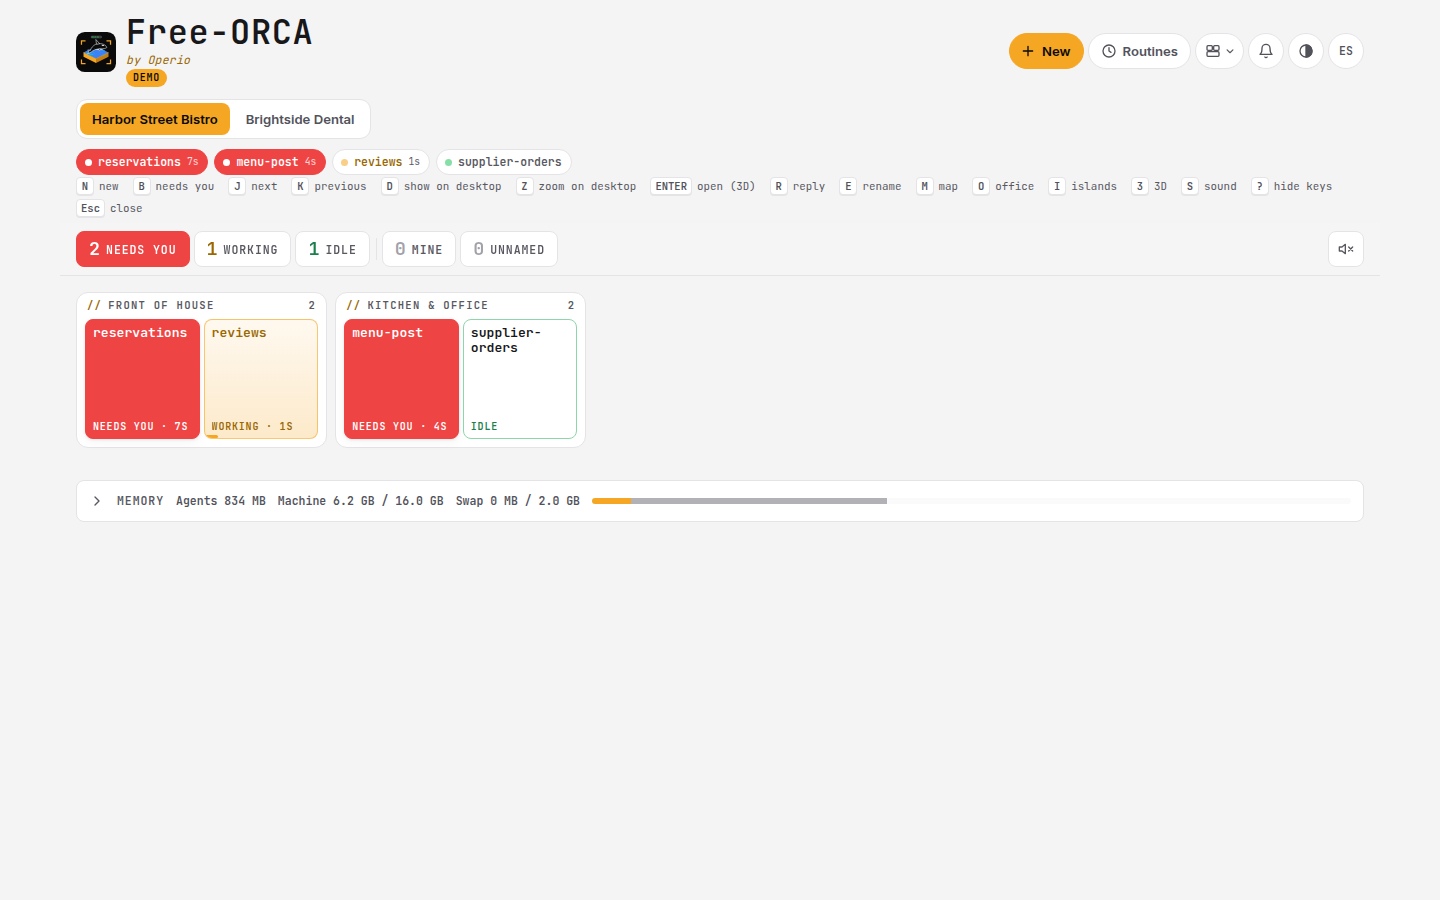 Free-ORCA
by Operio
DEMO
New
Routines
ES
Harbor Street Bistro
Brightside Dental
reservations 7s
menu-post 4s
reviews 1s
supplier-orders
N new B needs you J next K previous D show on desktop Z zoom on desktop ENTER open (3D) R reply E rename M map O office I islands 3 3D S sound ? hide keys
Esc close
2 NEEDS YOU
1 WORKING
1 IDLE
0 MINE
0 UNNAMED
// FRONT OF HOUSE 2
reservations
NEEDS YOU · 7S
reviews
WORKING · 1S
// KITCHEN & OFFICE 2
menu-post
NEEDS YOU · 4S
supplier-
orders
IDLE
MEMORY Agents 834 MB Machine 6.2 GB / 16.0 GB Swap 0 MB / 2.0 GB